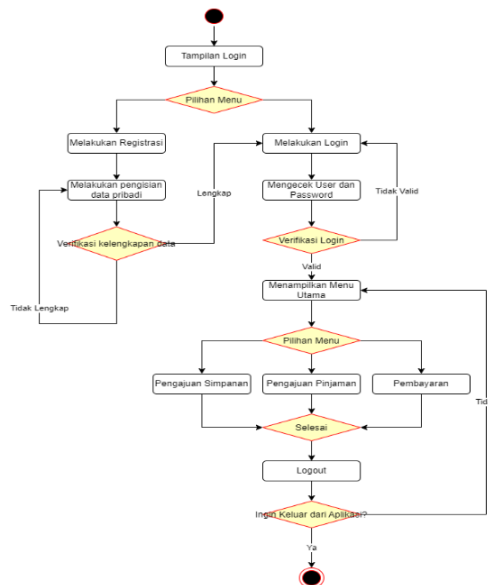 Tampilan Login
Pilihan Menu
Melakukan Registrasi
Melakukan Login
Melakukan pengisian
data pribadi
Lengkap
Mengecek User dan
Password
Tidak Valid
Verifikasi kelengkapan data
Verifikasi Login
Valid
Tidak Lengkap
Menampilkan Menu
Utama
Pilihan Menu
Pengajuan Simpanan
Pengajuan Pinjaman
Pembayaran
Tid
Selesai
Logout
Ingin Keluar dari Aplikasi?
Ya